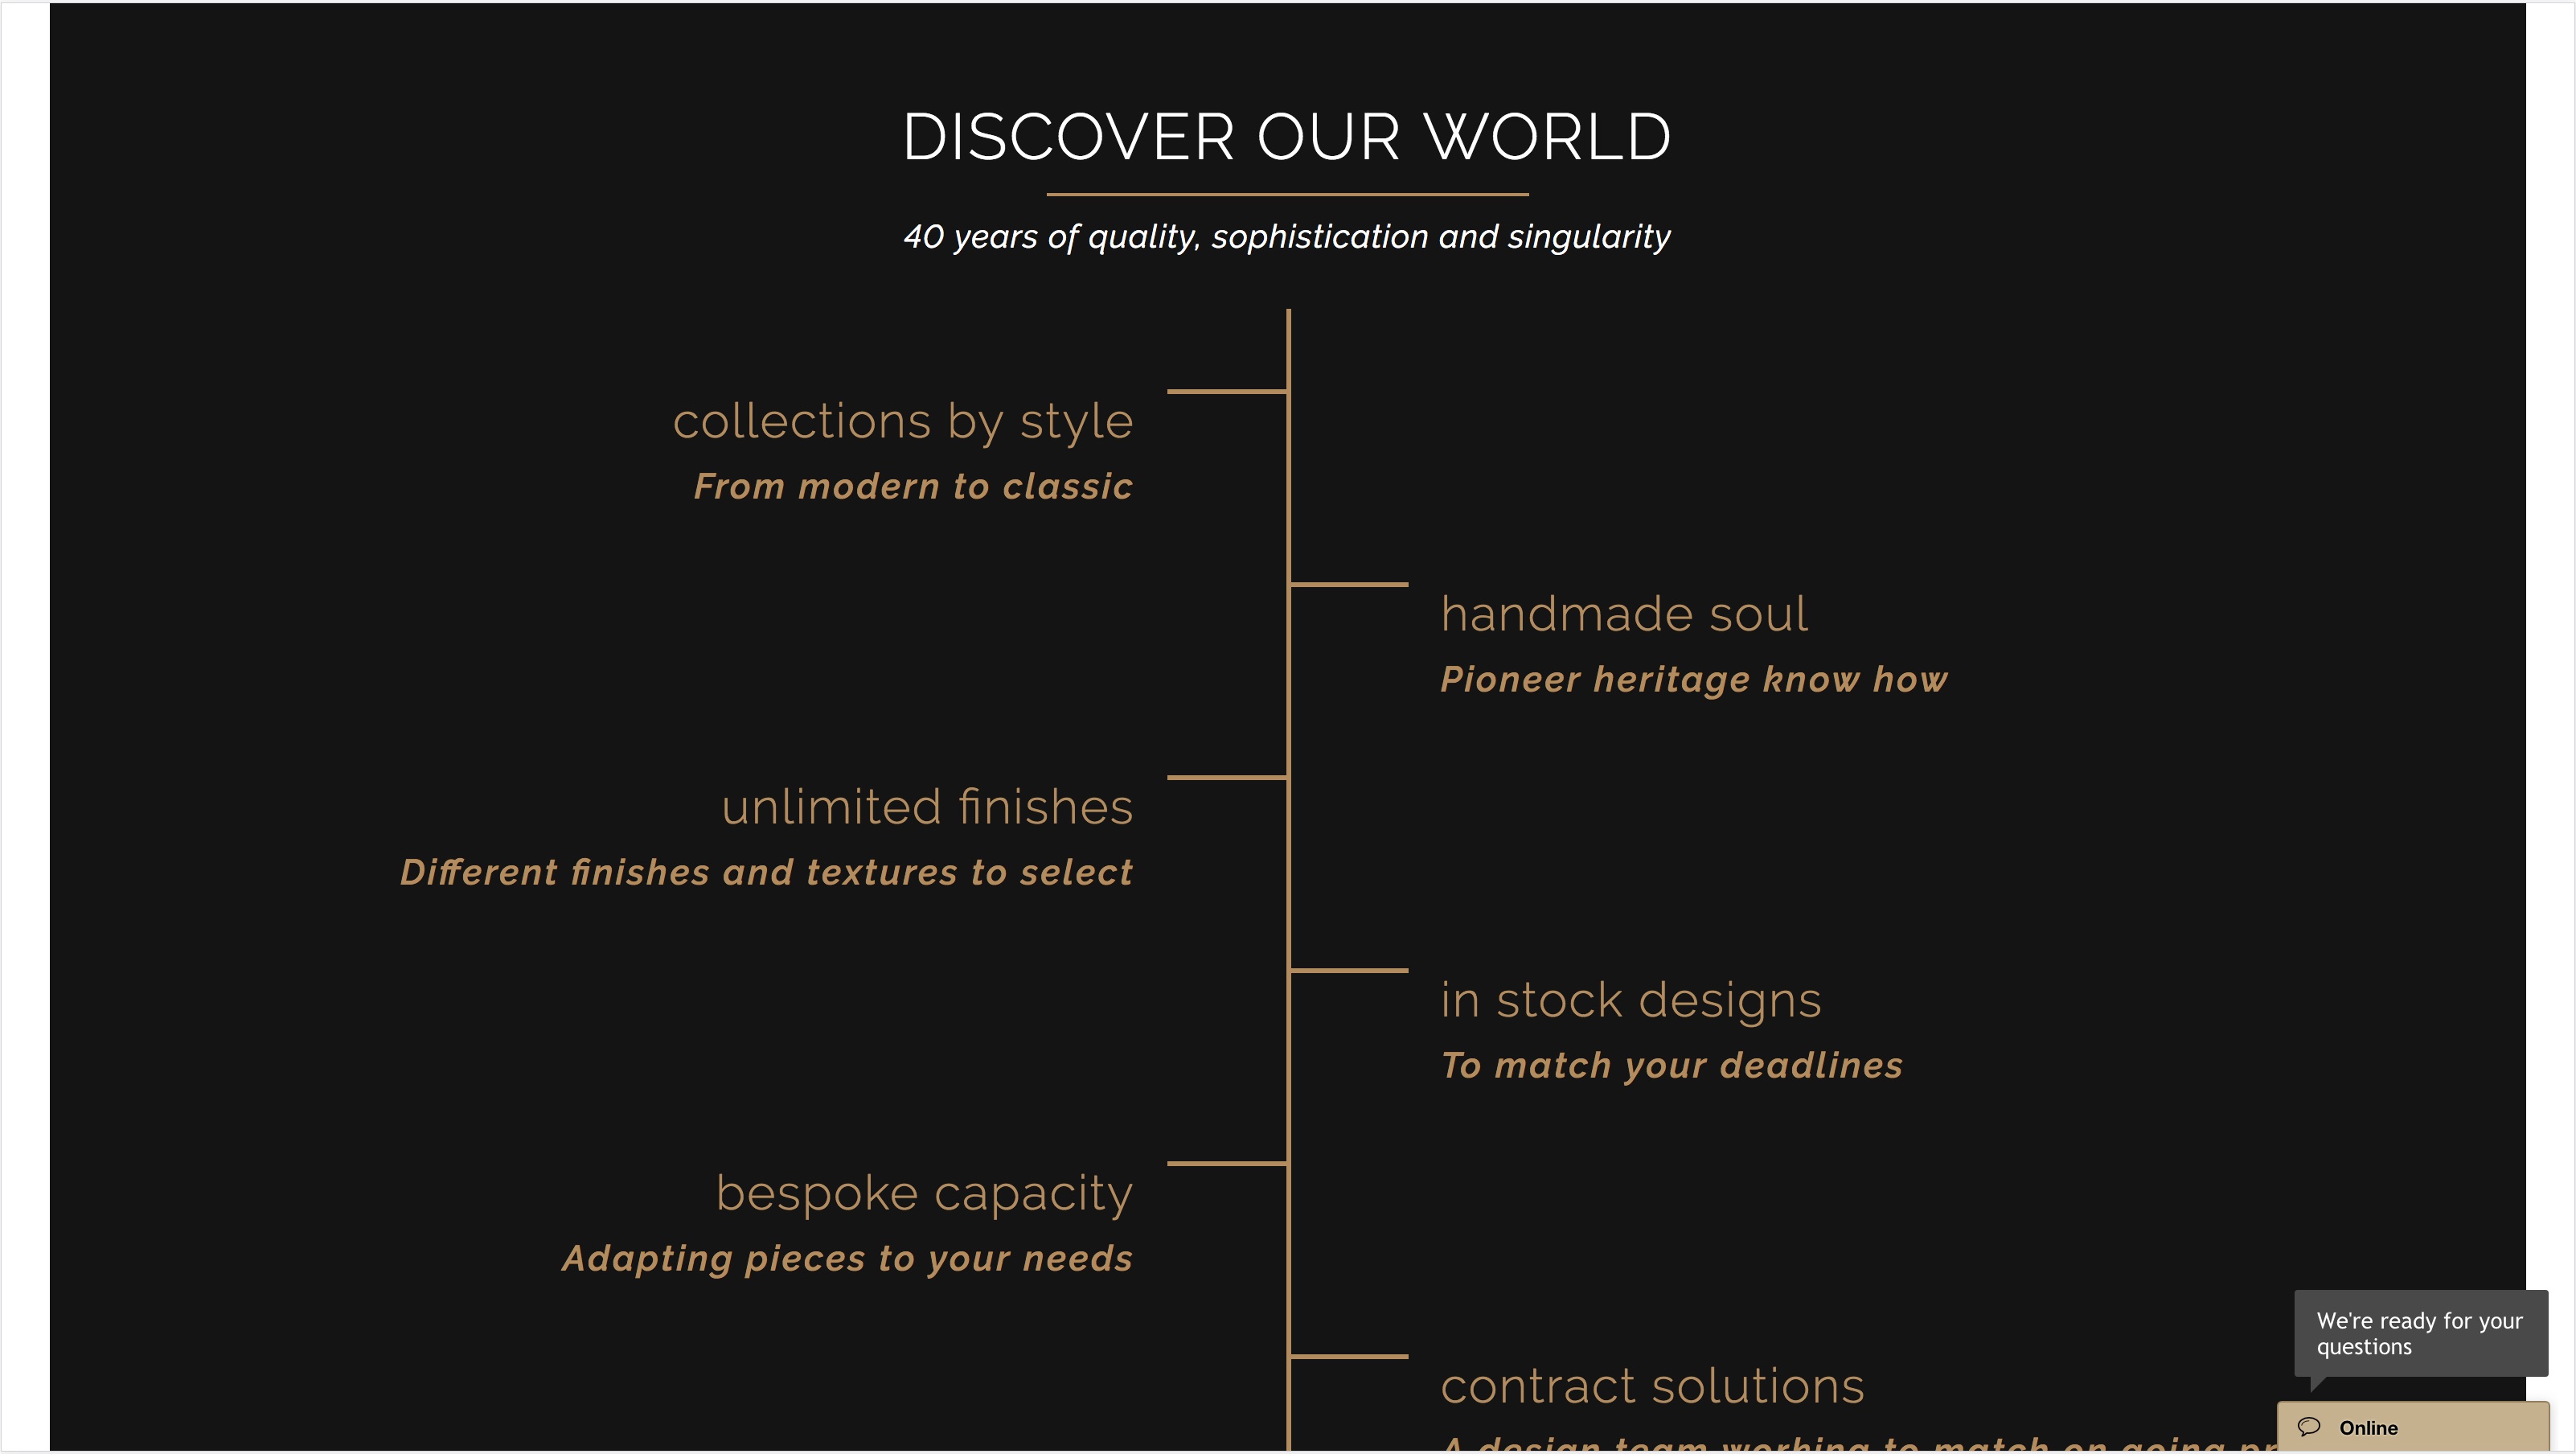 DISCOVER OUR WORLD
40 years of quality, sophistication and singularity
collections by style
From modern to classic
handmade soul
Pioneer heritage know how
unlimited finishes
Different finishes and textures to select
in stock designs
To match your deadlines
bespoke capacity
Adapting pieces to your needs
contract solutions
A design team working to match on going
We're ready for your
questions
Online